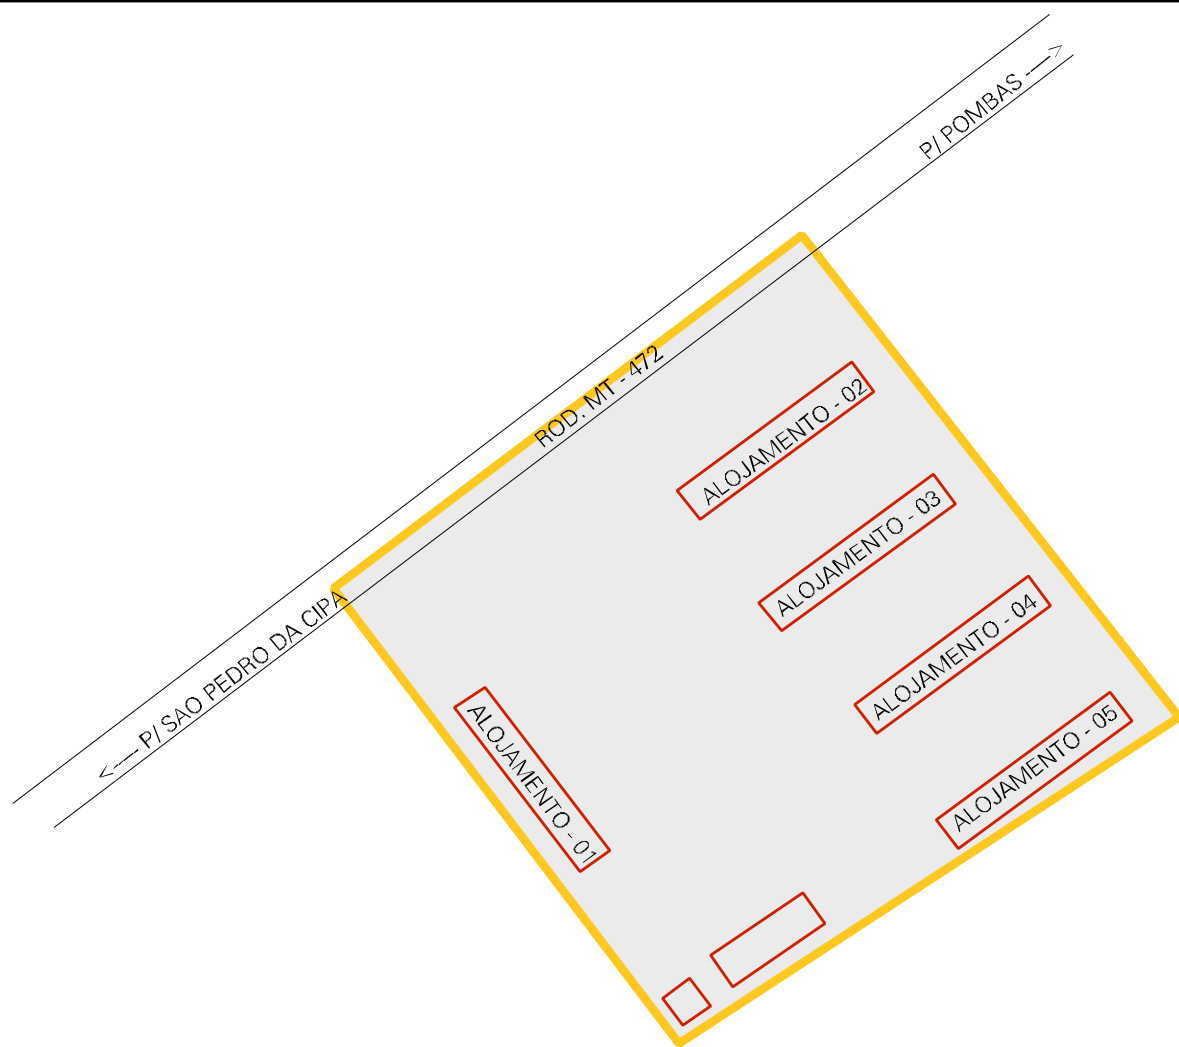 P/ POMBAS ---->
ROD. MT - 472
<---- P/ SAO PEDRO DA CIPA
ALOJAMENTO - 02
ALOJAMENTO - 03
ALOJAMENTO - 04
ALOJAMENTO - 01
ALOJAMENTO - 05